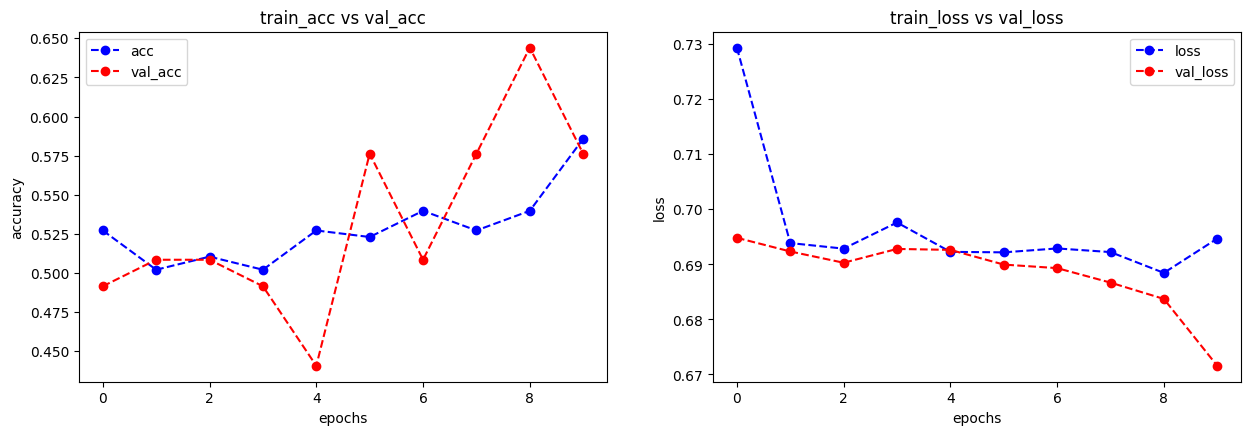 train_acc vs val_acc
0.650
0.625
0.600
0.575
0.550
0.525
0.500
0.475
0.450
accuracy
acc
val_acc
0 2 4 6 8
epochs
train_loss vs val_loss
0.73
0.72
0.71
0.70
0.69
0.68
0.67
loss
loss
val_loss
0 2 4 6 8
epochs